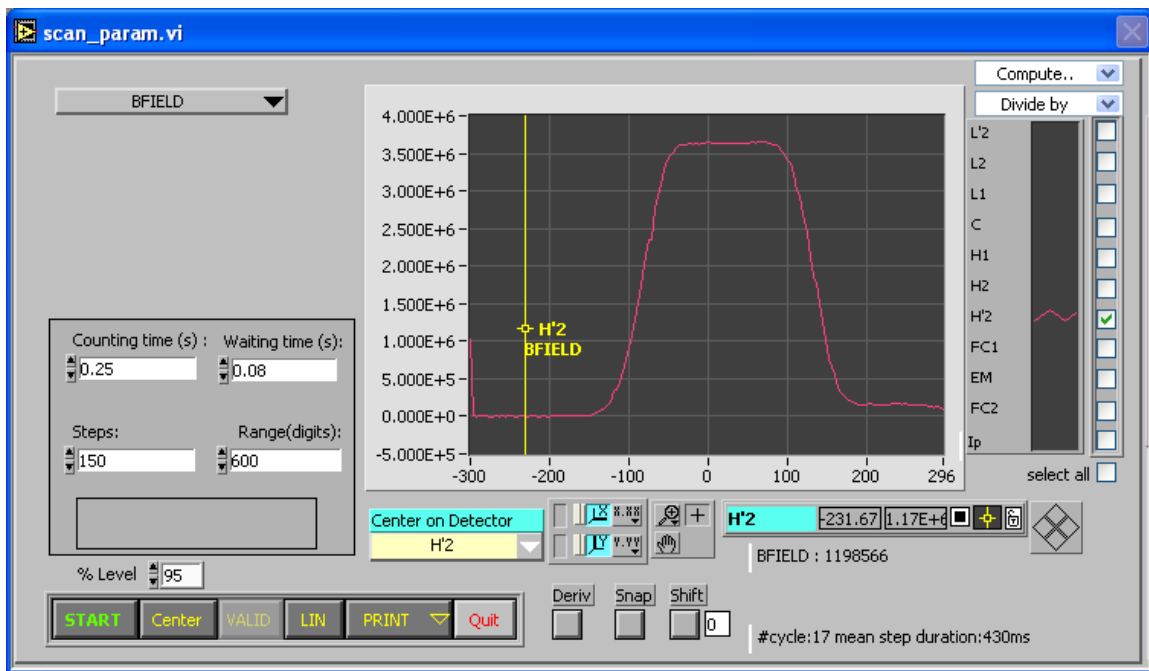 scan_param.vi
BFIELD
Compute..
Divide by
4.000E+6
3.500E+6
3.000E+6
2.500E+6
2.000E+6
1.500E+6
1.000E+6
5.000E+5
0.000E+0
-5.000E+5
-300
-200
-100
0
100
200
296
H'2
BFIELD
L'2
L2
L1
C
H1
H2
H'2
FC1
EM
FC2
Ip
select all
Counting time (s) :
Waiting time (s):
0.25
0.08
Steps:
Range(digits):
150
600
% Level
95
Center on Detector
H'2
X.XX
Y.YY
H'2
-231.67
1.17E+6
BFIELD : 1198566
START
Center
VALID
LIN
PRINT
Quit
Deriv
Snap
Shift
0
#cycle:17 mean step duration:430ms